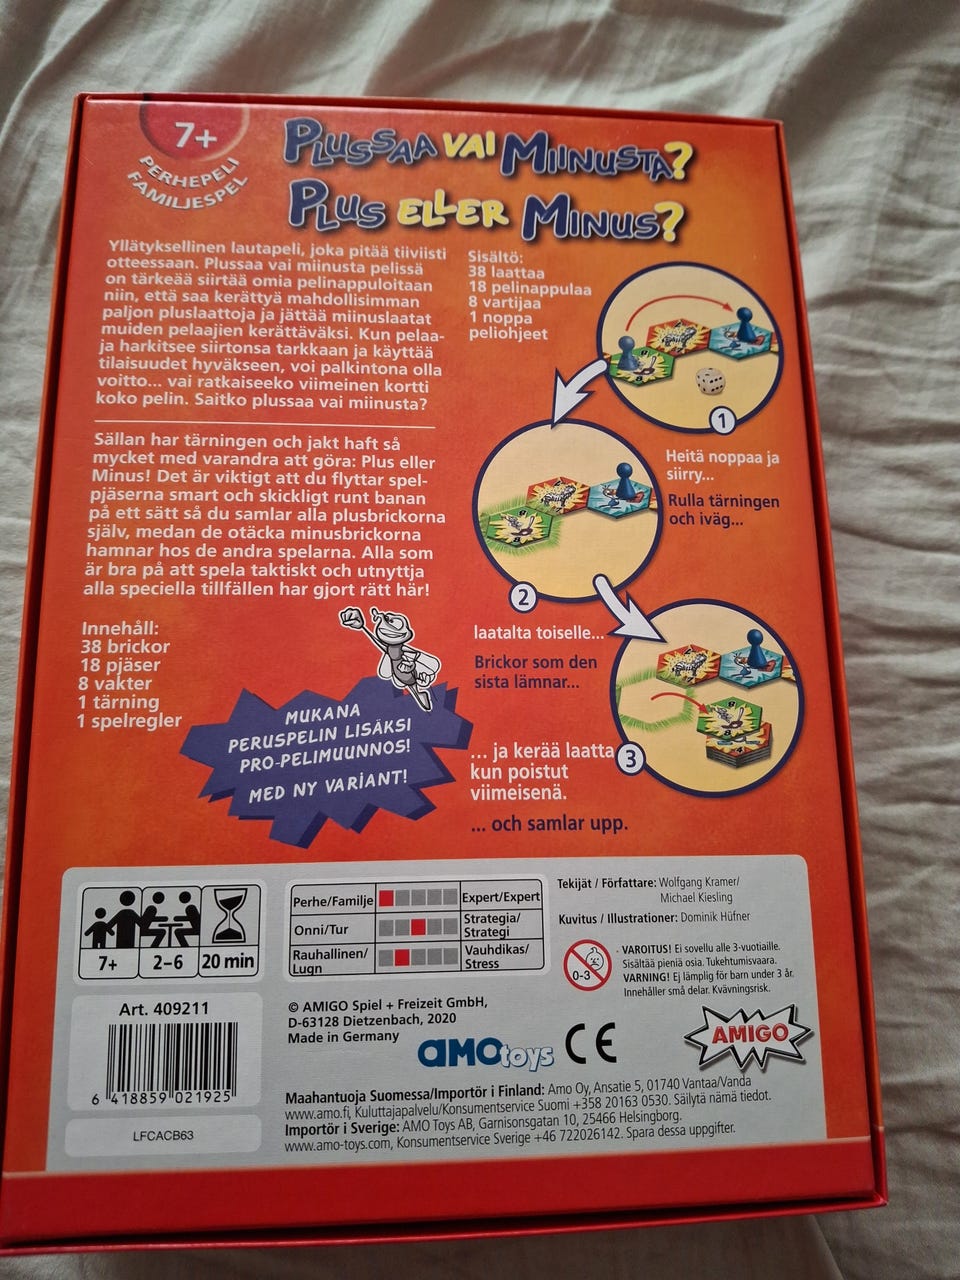 7+
PERHEPELI
FAMILJESPEL
PLUSSAA VAI MIINUSTA?
PLUS ELLER MINUS?
Yllätyksellinen lautapeli, joka pitää tiiviisti
otteessaan. Plussaa vai miinusta pelissä
on tärkeää siirtää omia pelinappuloitaan
niin, että saa kerättyä mahdollisimman
paljon pluslaattoja ja jättää miinuslaatat
muiden pelaajien kerättäväksi. Kun pelaa-
ja harkitsee siirtonsa tarkkaan ja käyttää
tilaisuudet hyväkseen, voi palkintona olla
voitto... vai ratkaiseeko viimeinen kortti
koko pelin. Saitko plussaa vai miinusta?
Sällan har tärningen och jakt haft så
mycket med varandra att göra: Plus eller
Minus! Det är viktigt att du flyttar spel-
pjäserna smart och skickligt runt banan
på ett sätt så du samlar alla plusbrickorna
själv, medan de otäcka minusbrickorna
hamnar hos de andra spelarna. Alla som
är bra på att spela taktiskt och utnyttja
alla speciella tillfällen har gjort rätt här!
Innehåll:
38 brickor
18 pjäser
8 vakter
1 tärning
1 spelregler
MUKANA
PERUSPELIN LISÄKSI
PRO-PELIMUUNNOS!
MED NY VARIANT!
Sisältö:
38 laattaa
18 pelinappulaa
8 vartijaa
1 noppa
peliohjeet
1
Heitä noppaa ja
siirry...
Rulla tärningen
och iväg...
2
laatalta toiselle...
Brickor som den
sista lämnar...
3
... ja kerää laatta
kun poistut
viimeisenä.
... och samlar upp.
7+
2–6
20 min
Perhe/Familje Expert/Expert
Onni/Tur Strategia/
Strategi
Rauhallinen/
Lugn Vauhdikas/
Stress
Tekijät / Författare: Wolfgang Kramer/
Michael Kiesling
Kuvitus / Illustrationer: Dominik Hüfner
0-3
VAROITUS! Ei sovellu alle 3-vuotiaille.
Sisältää pieniä osia. Tukehtumisvaara.
VARNING! Ej lämplig för barn under 3 år.
Innehåller små delar. Kvävningsrisk.
Art. 409211
6 418859 021925
LFCACB63
© AMIGO Spiel + Freizeit GmbH,
D-63128 Dietzenbach, 2020
Made in Germany
amotoys
CE
AMIGO
Maahantuoja Suomessa/Importör i Finland: Amo Oy, Ansatie 5, 01740 Vantaa/Vanda
www.amo.fi, Kuluttajapalvelu/Konsumentservice Suomi +358 20163 0530. Säilytä nämä tiedot.
Importör i Sverige: AMO Toys AB, Garnisonsgatan 10, 25466 Helsingborg.
www.amo-toys.com, Konsumentservice Sverige +46 722026142. Spara dessa uppgifter.